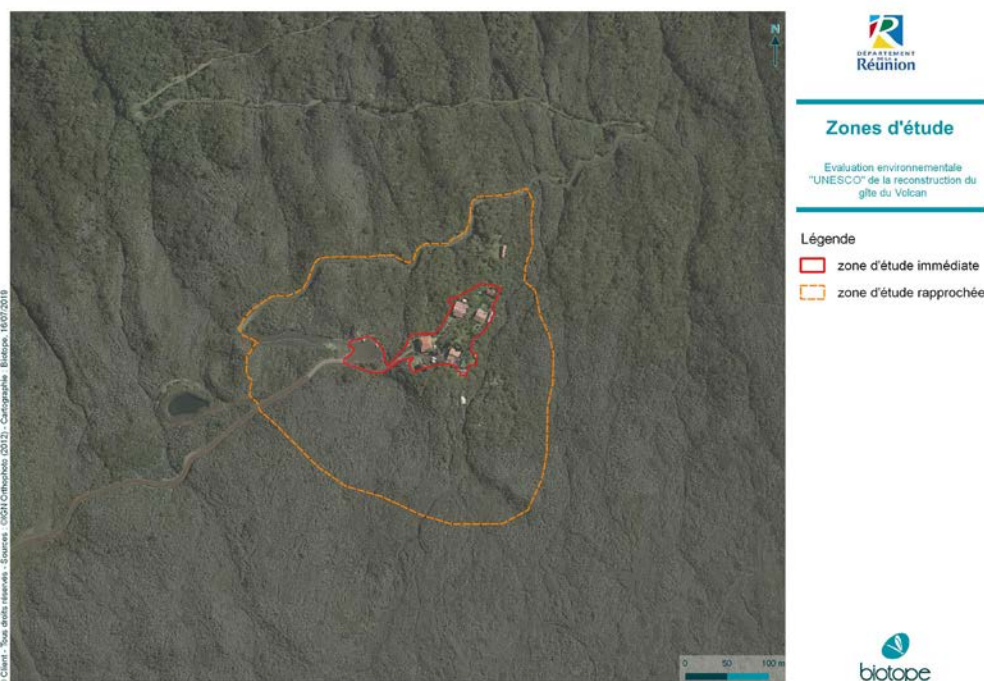 N
DÉPARTEMENT
DE LA
Réunion
Zones d'étude
Evaluation environnementale
"UNESCO" de la reconstruction du
gîte du Volcan
Légende
zone d'étude immédiate
zone d'étude rapprochée
Client - Tous droits réservés - Sources : ©IGN Orthophoto (2012) - Cartographie : Biotope, 16/07/2019
0 50 100 m
biotope